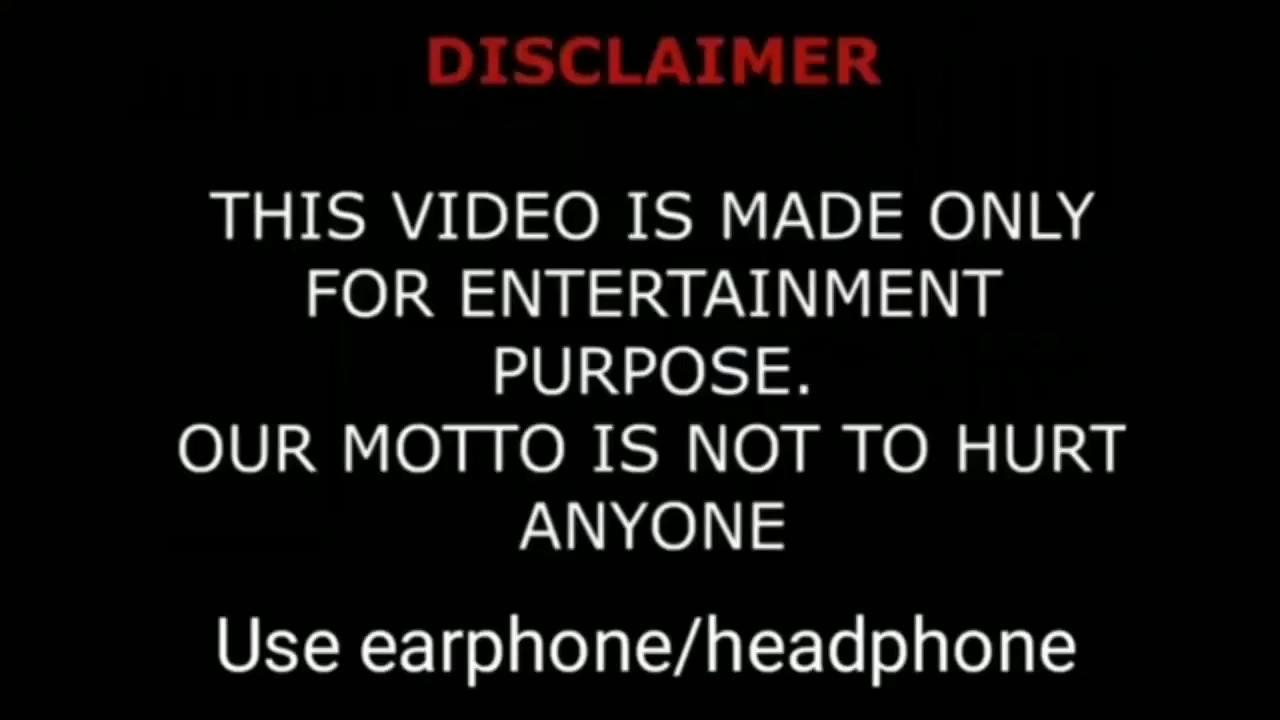 DISCLAIMER
THIS VIDEO IS MADE ONLY
FOR ENTERTAINMENT
PURPOSE.
OUR MOTTO IS NOT TO HURT
ANYONE
Use earphone/headphone